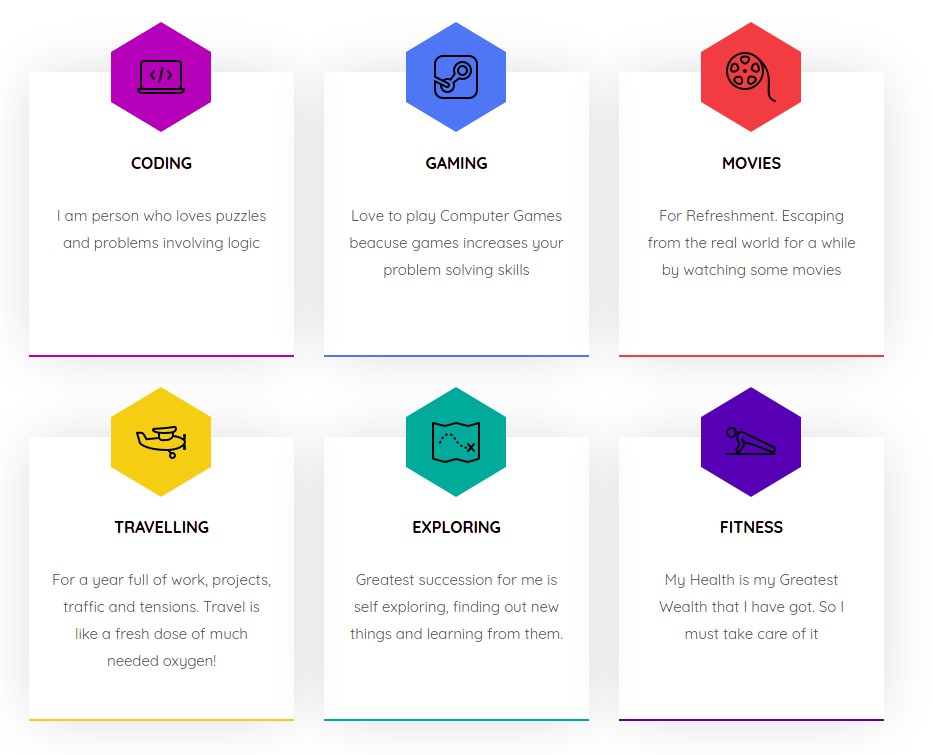 CODING
I am person who loves puzzles
and problems involving logic
GAMING
Love to play Computer Games
beacuse games increases your
problem solving skills
MOVIES
For Refreshment. Escaping
from the real world for a while
by watching some movies
TRAVELLING
For a year full of work, projects,
traffic and tensions. Travel is
like a fresh dose of much
needed oxygen!
EXPLORING
Greatest succession for me is
self exploring, finding out new
things and learning from them.
FITNESS
My Health is my Greatest
Wealth that I have got. So I
must take care of it